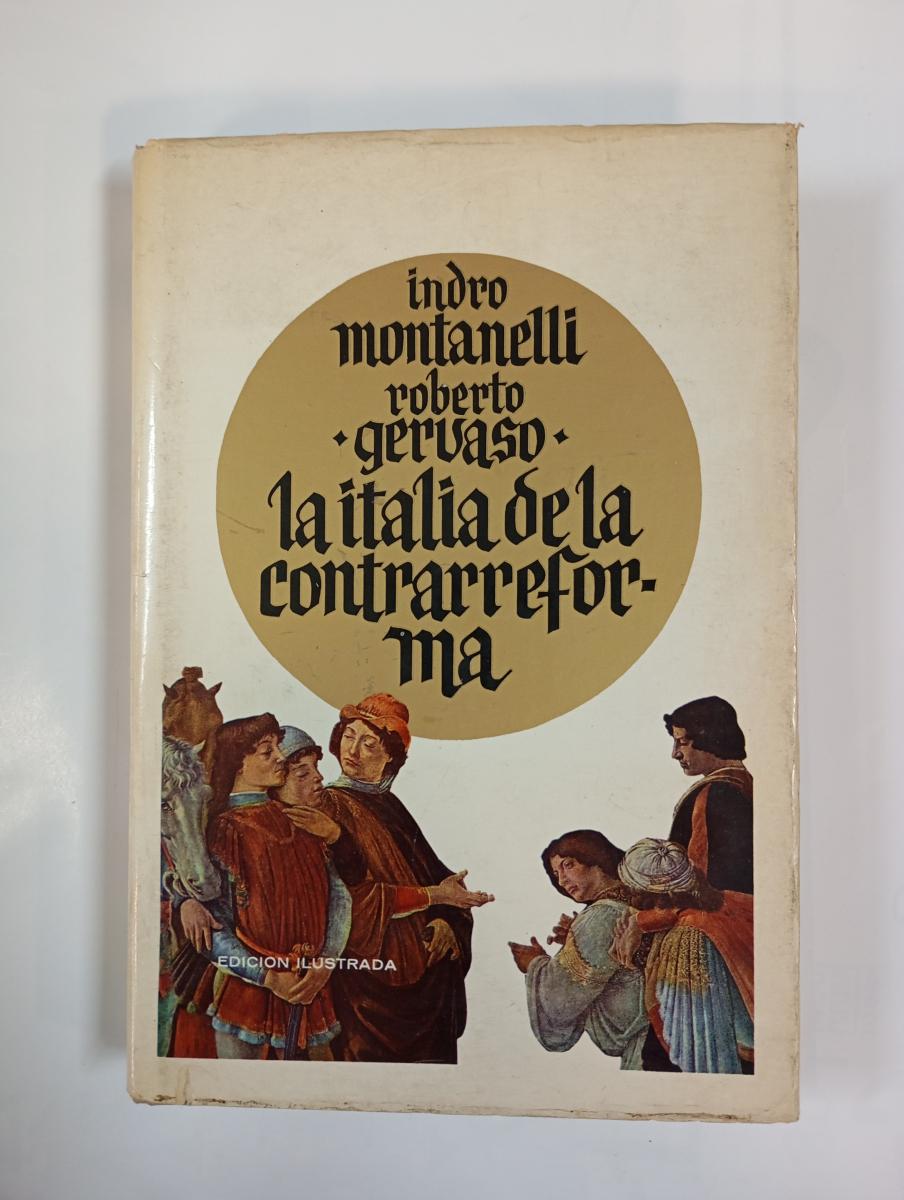 indro
montanelli
roberto
· gervaso ·
la italia de la
contrarrefor-
ma
EDICION ILUSTRADA